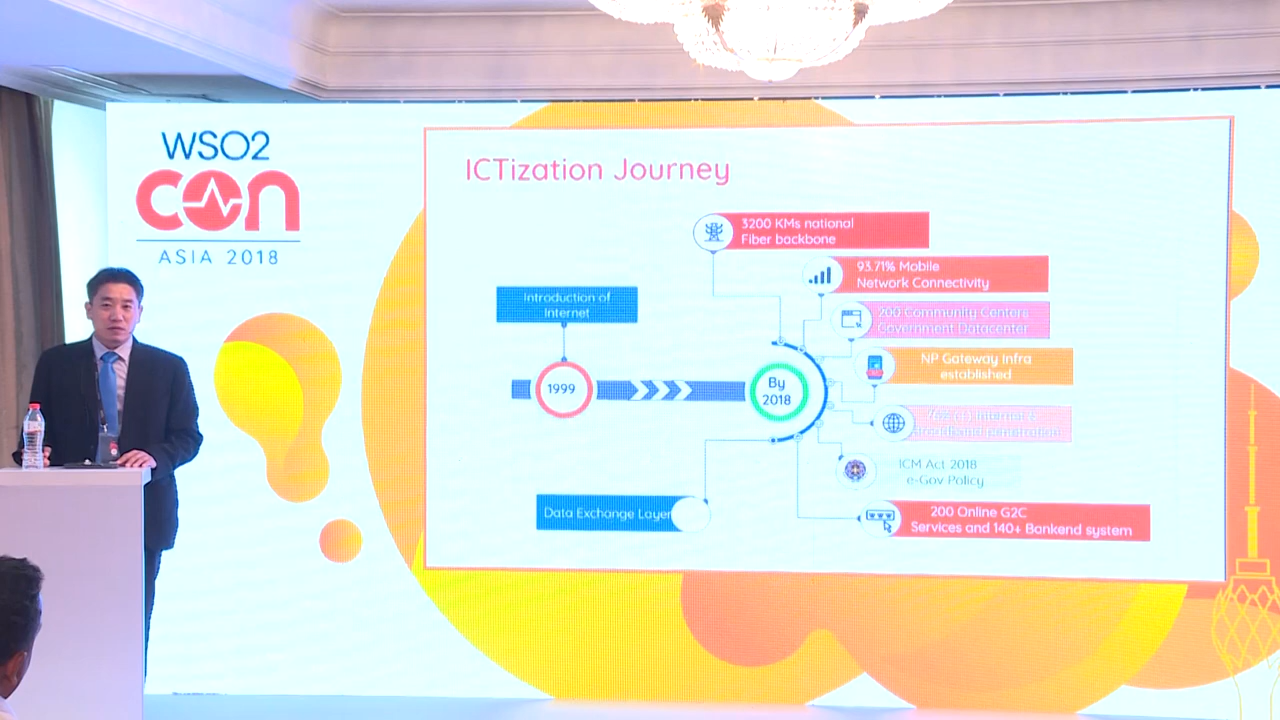 WSO2
con
ASIA 2018
ICTization Journey
3200 KMs national
Fiber backbone
93.71% Mobile
Network Connectivity
Introduction of
Internet
200 Community Centers
Government Datacenter
NP Gateway Infra
established
1999
By
2018
Internet &
penetration
ICM Act 2018
e-Gov Policy
Data Exchange Layer
200 Online G2C
Services and 140+ Bankend system